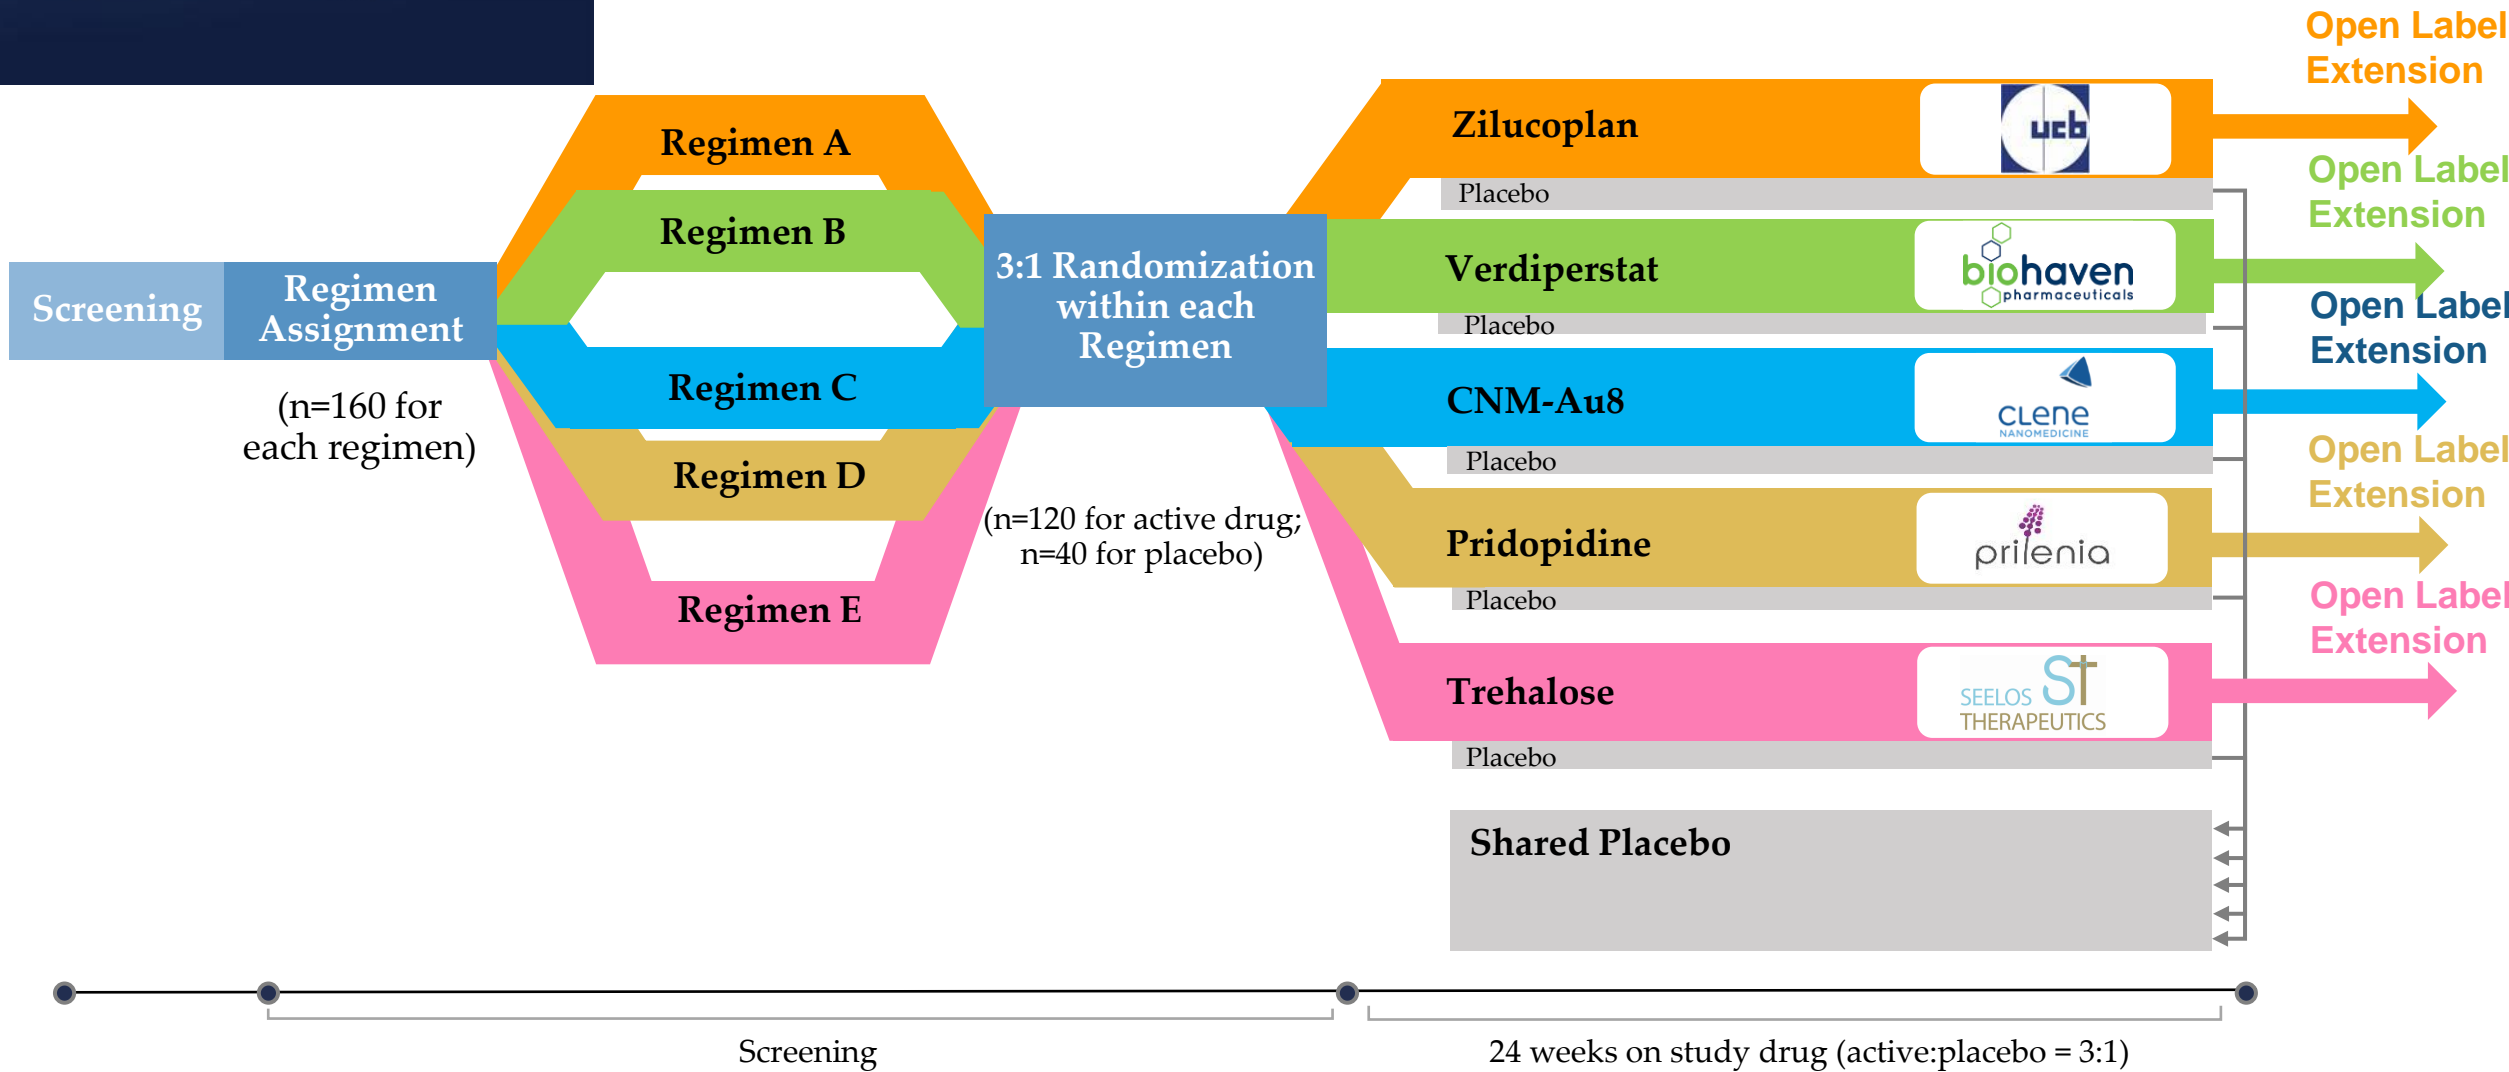 Screening
Regimen
Assignment
(n=160 for
each regimen)
Regimen A
Regimen B
Regimen C
Regimen D
Regimen E
3:1 Randomization
within each
Regimen
(n=120 for active drug;
n=40 for placebo)
Zilucoplan
ucb
Placebo
Verdiperstat
biohaven
pharmaceuticals
Placebo
CNM-Au8
CLENE
NANOMEDICINE
Placebo
Pridopidine
prilenia
Placebo
Trehalose
SEELOS St
THERAPEUTICS
Placebo
Shared Placebo
Open Label
Extension
Open Label
Extension
Open Label
Extension
Open Label
Extension
Open Label
Extension
Screening
24 weeks on study drug (active:placebo = 3:1)